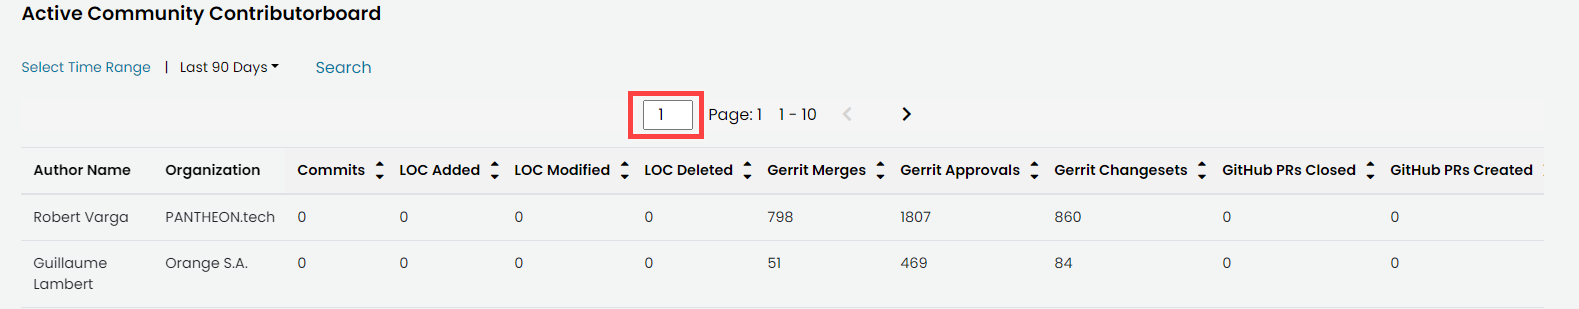 Active Community Contributorboard
Select Time Range | Last 90 Days Search
1 Page: 1 1 - 10
Author Name Organization Commits LOC Added LOC Modified LOC Deleted Gerrit Merges Gerrit Approvals Gerrit Changesets GitHub PRs Closed GitHub PRs Created
Robert Varga PANTHEON.tech 0 0 0 0 798 1807 860 0 0
Guillaume Lambert Orange S.A. 0 0 0 0 51 469 84 0 0